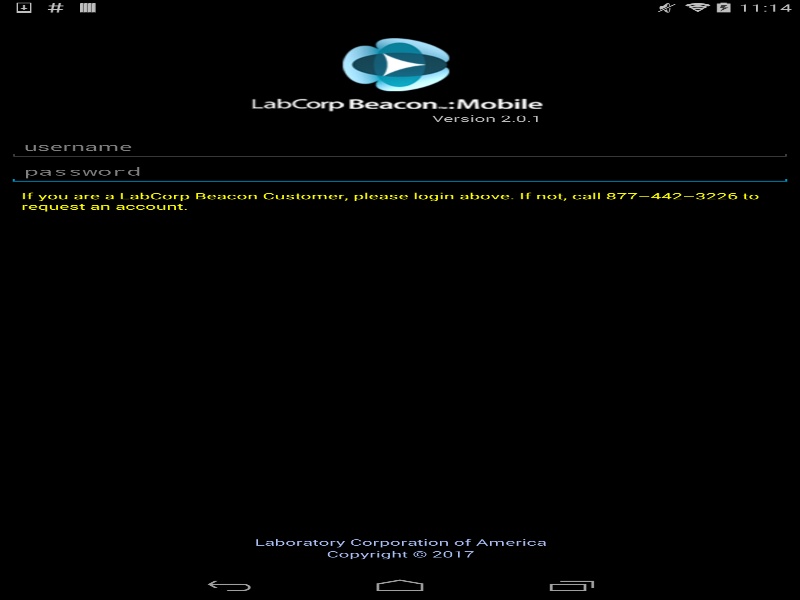 # 11:14
LabCorp Beacon..:Mobile
Version 2.0.1
username
password
If you are a LabCorp Beacon Customer, please login above. If not, call 877-442-3226 to
request an account.
Laboratory Corporation of America
Copyright © 2017